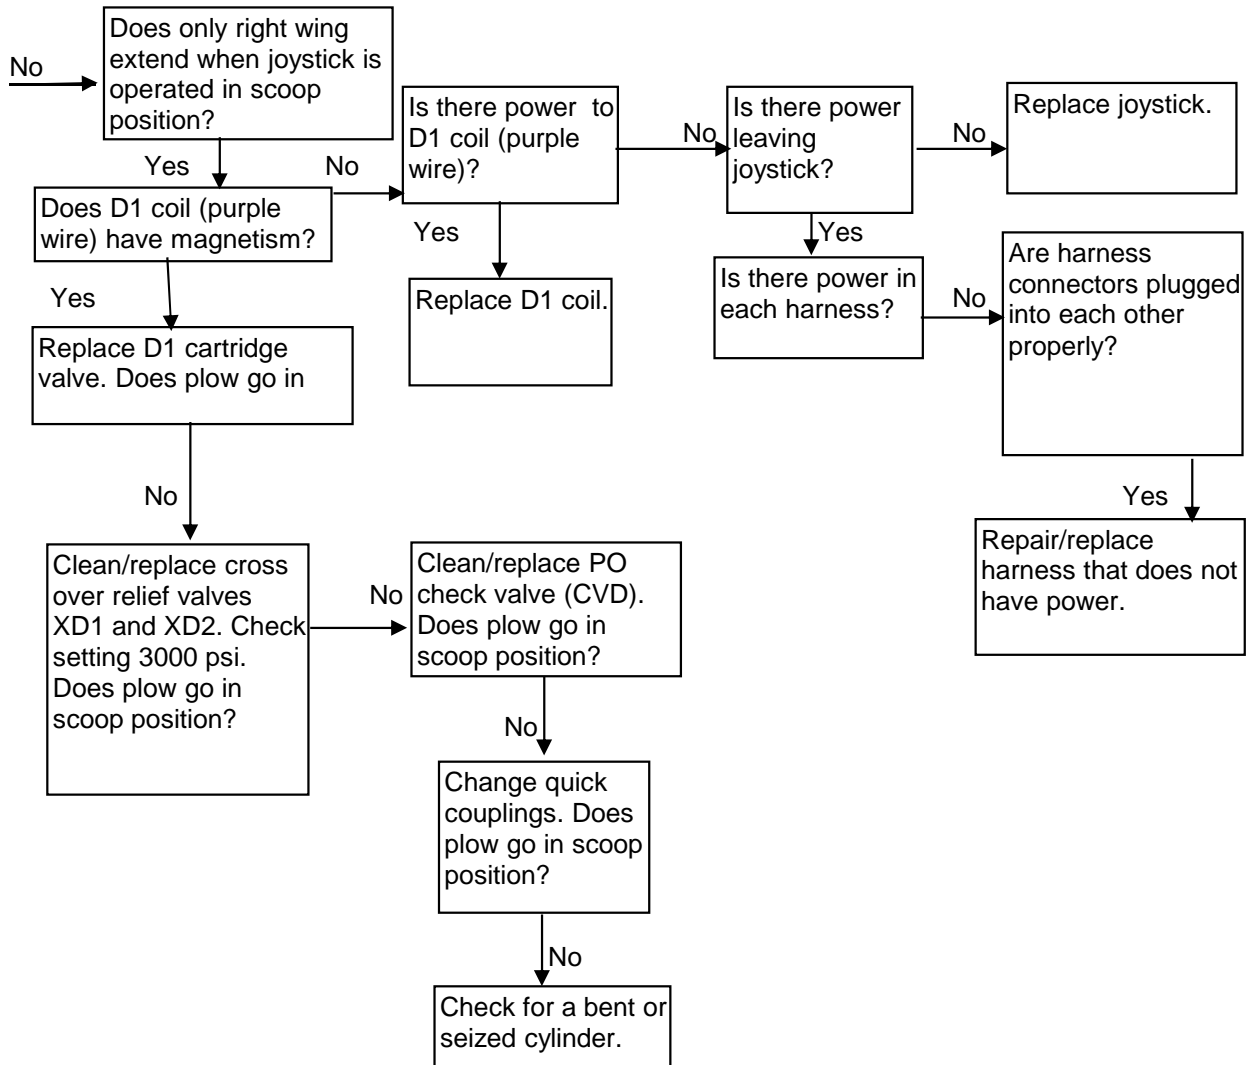 Does only right wing
extend when joystick is
operated in scoop
position?
No
Yes
No
Does D1 coil (purple
wire) have magnetism?
Yes
Replace D1 cartridge
valve. Does plow go in
No
Clean/replace cross
over relief valves
XD1 and XD2. Check
setting 3000 psi.
Does plow go in
scoop position?
No
Clean/replace PO
check valve (CVD).
Does plow go in
scoop position?
No
Change quick
couplings. Does
plow go in scoop
position?
No
Check for a bent or
seized cylinder.
Is there power to
D1 coil (purple
wire)?
Yes
Replace D1 coil.
No
Is there power
leaving
joystick?
No
Replace joystick.
Yes
Is there power in
each harness?
No
Are harness
connectors plugged
into each other
properly?
Yes
Repair/replace
harness that does not
have power.